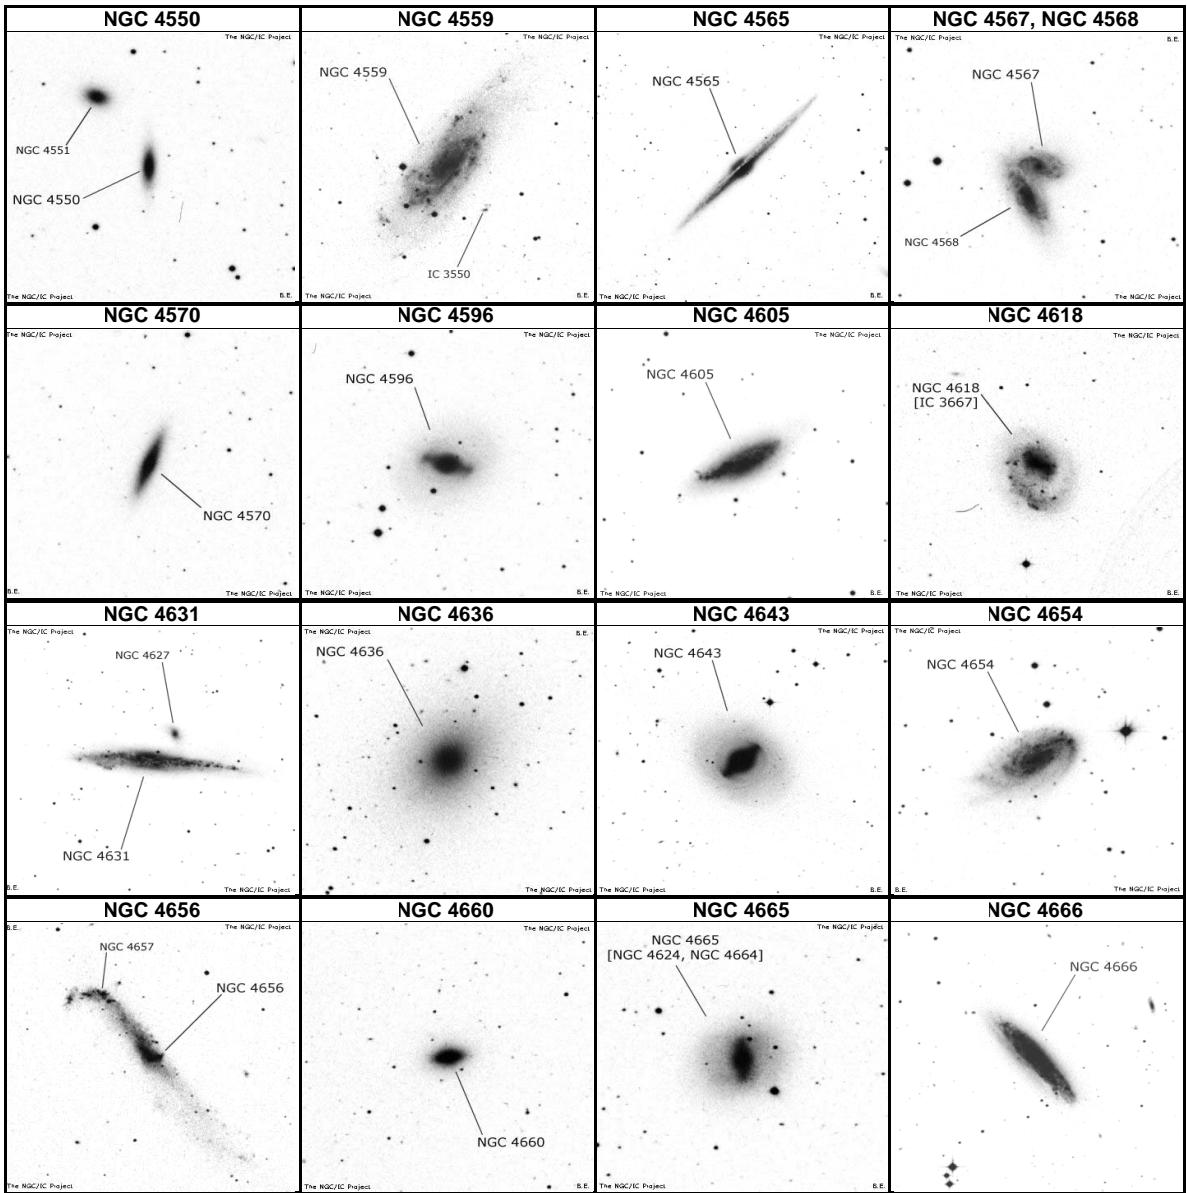 NGC 4550
NGC 4559
NGC 4565
NGC 4567, NGC 4568
The NGC/IC Project
NGC 4551
NGC 4550
The NGC/IC Project
B.E.
The NGC/IC Project
NGC 4559
IC 3550
The NGC/IC Project
B.E.
The NGC/IC Project
NGC 4565
The NGC/IC Project
B.E.
B.E.
NGC 4567
NGC 4568
The NGC/IC Project
NGC 4570
NGC 4596
NGC 4605
NGC 4618
The NGC/IC Project
NGC 4570
B.E.
The NGC/IC Project
The NGC/IC Project
NGC 4596
The NGC/IC Project
B.E.
The NGC/IC Project
NGC 4605
The NGC/IC Project
B.E.
The NGC/IC Project
NGC 4618
[IC 3667]
The NGC/IC Project
B.E.
NGC 4631
NGC 4636
NGC 4643
NGC 4654
The NGC/IC Project
NGC 4627
NGC 4631
B.E.
The NGC/IC Project
B.E.
NGC 4636
The NGC/IC Project
The NGC/IC Project
NGC 4643
The NGC/IC Project
B.E.
The NGC/IC Project
NGC 4654
B.E.
The NGC/IC Project
NGC 4656
NGC 4660
NGC 4665
NGC 4666
B.E.
The NGC/IC Project
NGC 4657
NGC 4656
The NGC/IC Project
The NGC/IC Project
NGC 4660
The NGC/IC Project
B.E.
The NGC/IC Project
NGC 4665
[NGC 4624, NGC 4664]
The NGC/IC Project
B.E.
The NGC/IC Project
NGC 4666
The NGC/IC Project
B.E.